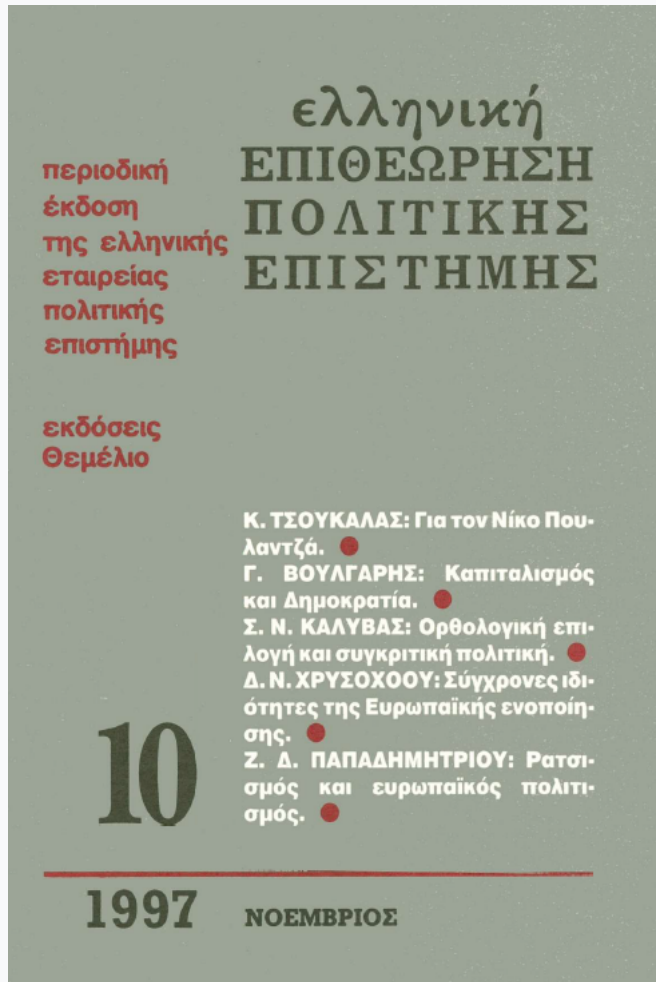 ελληνική
ΕΠΙΘΕΩΡΗΣΗ
ΠΟΛΙΤΙΚΗΣ
ΕΠΙΣΤΗΜΗΣ
περιοδική
έκδοση
της ελληνικής
εταιρείας
πολιτικής
επιστήμης
εκδόσεις
Θεμέλιο
Κ. ΤΣΟΥΚΑΛΑΣ: Για τον Νίκο Που-
λαντζά. ●
Γ. ΒΟΥΛΓΑΡΗΣ: Καπιταλισμός
και Δημοκρατία. ●
Σ. Ν. ΚΑΛΥΒΑΣ: Ορθολογική επι-
λογή και συγκριτική πολιτική. ●
Δ. Ν. ΧΡΥΣΟΧΟΟΥ: Σύγχρονες ιδι-
ότητες της Ευρωπαϊκής ενοποίη-
σης. ●
Ζ. Δ. ΠΑΠΑΔΗΜΗΤΡΙΟΥ: Ρατσι-
σμός και ευρωπαϊκός πολιτι-
σμός. ●
10
1997 ΝΟΕΜΒΡΙΟΣ